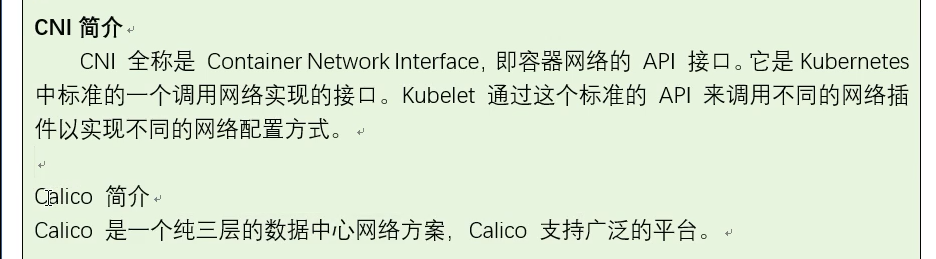 CNI 简介
CNI 全称是 Container Network Interface, 即容器网络的 API 接口。它是 Kubernetes
中标准的一个调用网络实现的接口。Kubelet 通过这个标准的 API 来调用不同的网络插
件以实现不同的网络配置方式。
Calico 简介
Calico 是一个纯三层的数据中心网络方案, Calico 支持广泛的平台。